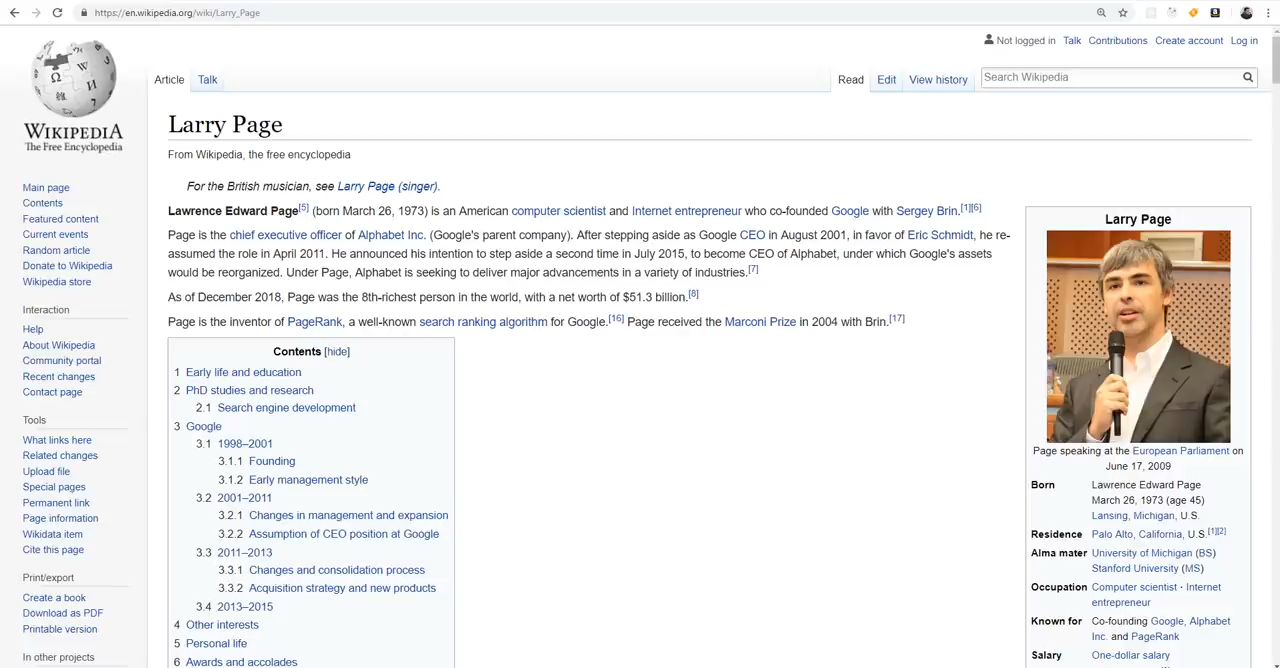 https://en.wikipedia.org/wiki/Larry_Page
Not logged in Talk Contributions Create account Log in
Article Talk Read Edit View history Search Wikipedia
WIKIPEDIA
The Free Encyclopedia
Main page
Contents
Featured content
Current events
Random article
Donate to Wikipedia
Wikipedia store
Interaction
Help
About Wikipedia
Community portal
Recent changes
Contact page
Tools
What links here
Related changes
Upload file
Special pages
Permanent link
Page information
Wikidata item
Cite this page
Print/export
Create a book
Download as PDF
Printable version
In other projects
Larry Page
From Wikipedia, the free encyclopedia
For the British musician, see Larry Page (singer).
Lawrence Edward Page[5] (born March 26, 1973) is an American computer scientist and Internet entrepreneur who co-founded Google with Sergey Brin.[1][6]
Page is the chief executive officer of Alphabet Inc. (Google's parent company). After stepping aside as Google CEO in August 2001, in favor of Eric Schmidt, he re-
assumed the role in April 2011. He announced his intention to step aside a second time in July 2015, to become CEO of Alphabet, under which Google's assets
would be reorganized. Under Page, Alphabet is seeking to deliver major advancements in a variety of industries.[7]
As of December 2018, Page was the 8th-richest person in the world, with a net worth of $51.3 billion.[8]
Page is the inventor of PageRank, a well-known search ranking algorithm for Google.[16] Page received the Marconi Prize in 2004 with Brin.[17]
Contents [hide]
1 Early life and education
2 PhD studies and research
2.1 Search engine development
3 Google
3.1 1998–2001
3.1.1 Founding
3.1.2 Early management style
3.2 2001–2011
3.2.1 Changes in management and expansion
3.2.2 Assumption of CEO position at Google
3.3 2011–2013
3.3.1 Changes and consolidation process
3.3.2 Acquisition strategy and new products
3.4 2013–2015
4 Other interests
5 Personal life
6 Awards and accolades
Larry Page
Page speaking at the European Parliament on
June 17, 2009
Born Lawrence Edward Page
March 26, 1973 (age 45)
Lansing, Michigan, U.S.
Residence Palo Alto, California, U.S.[1][2]
Alma mater University of Michigan (BS)
Stanford University (MS)
Occupation Computer scientist · Internet
entrepreneur
Known for Co-founding Google, Alphabet
Inc. and PageRank
Salary One-dollar salary